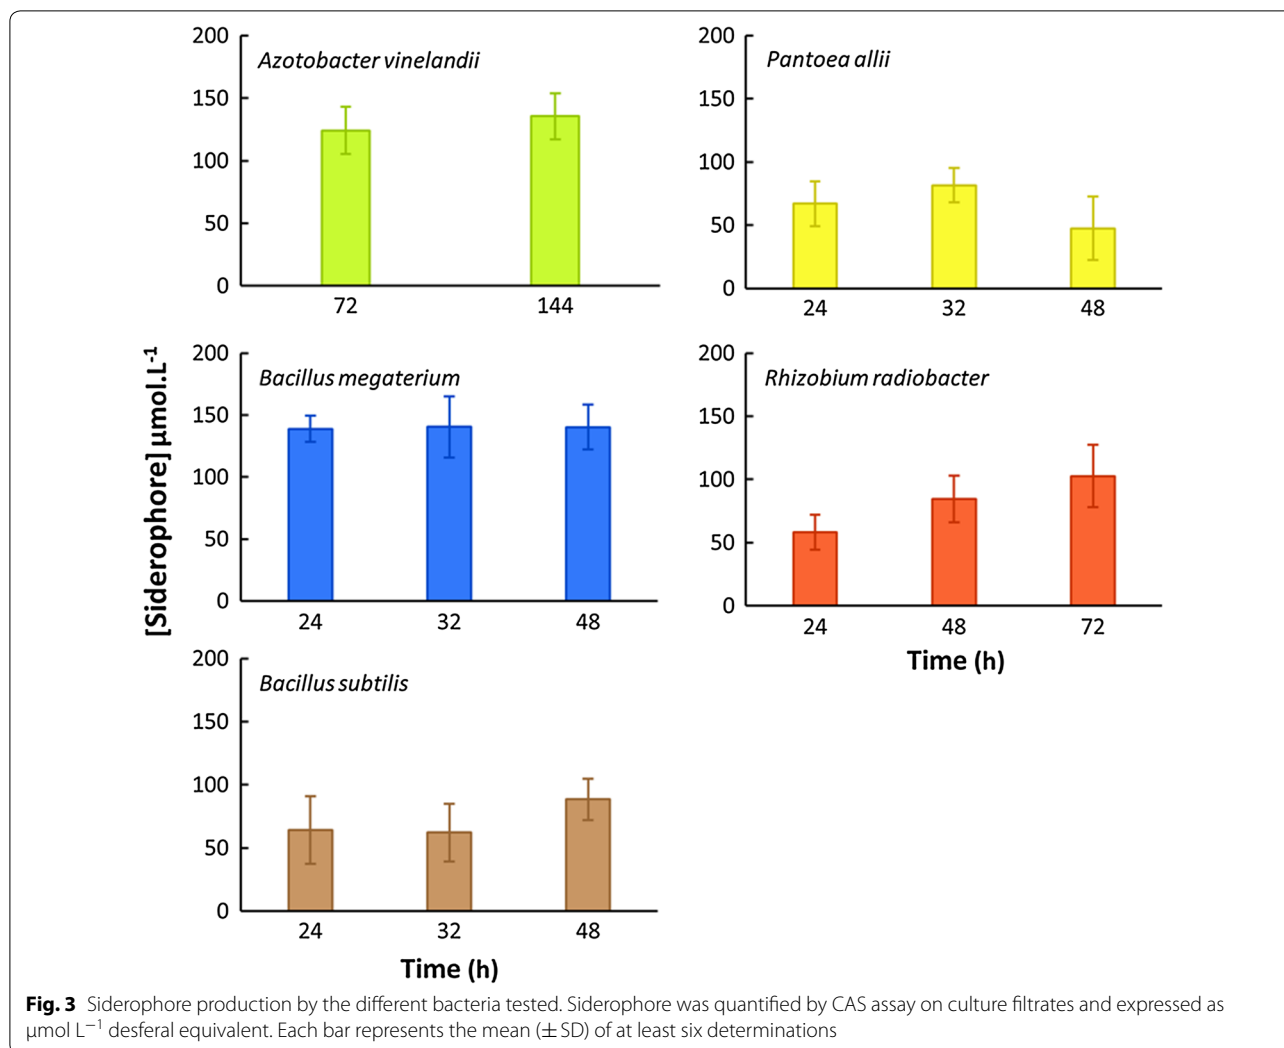 200
150
100
50
0
Azotobacter vinelandii
72 144
200
150
100
50
0
Pantoea allii
24 32 48
[Siderophore] µmol.L-1
200
150
100
50
0
Bacillus megaterium
24 32 48
200
150
100
50
0
Rhizobium radiobacter
24 48 72
Time (h)
200
150
100
50
0
Bacillus subtilis
24 32 48
Time (h)
Fig. 3 Siderophore production by the different bacteria tested. Siderophore was quantified by CAS assay on culture filtrates and expressed as
µmol L−1 desferal equivalent. Each bar represents the mean (± SD) of at least six determinations